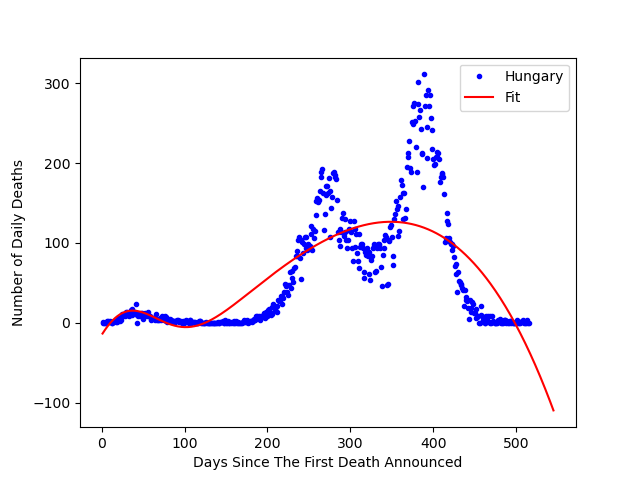 Hungary
Fit
300
200
100
0
−100
Number of Daily Deaths
0 100 200 300 400 500
Days Since The First Death Announced